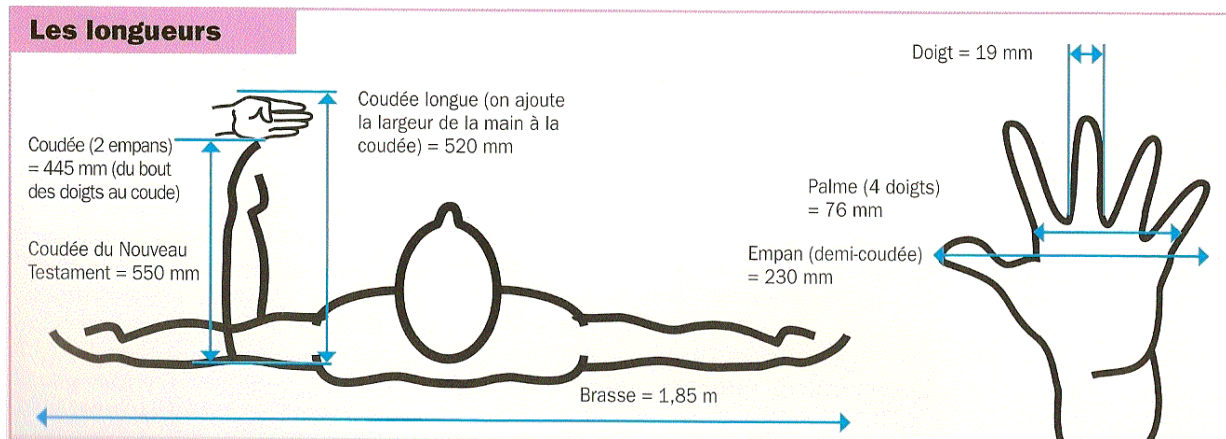 Les longueurs
Coudée (2 empans)
= 445 mm (du bout
des doigts au coude)
Coudée du Nouveau
Testament = 550 mm
Coudée longue (on ajoute
la largeur de la main à la
coudée) = 520 mm
Brasse = 1,85 m
Doigt = 19 mm
Palme (4 doigts)
= 76 mm
Empan (demi-coudée)
= 230 mm